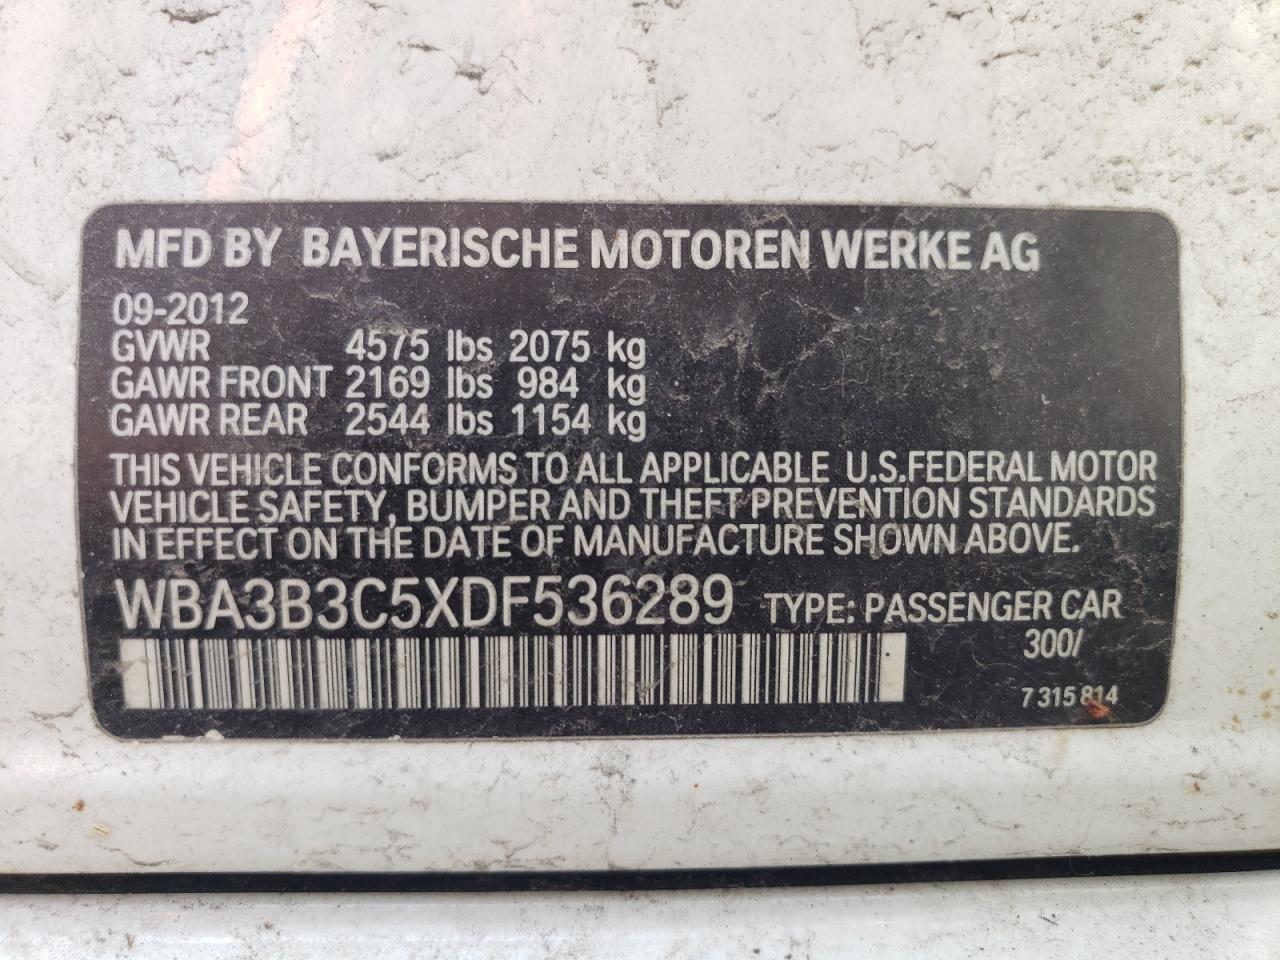 MFD BY BAYERISCHE MOTOREN WERKE AG
09-2012
GVWR 4575 lbs 2075 kg
GAWR FRONT 2169 lbs 984 kg
GAWR REAR 2544 lbs 1154 kg
THIS VEHICLE CONFORMS TO ALL APPLICABLE U.S.FEDERAL MOTOR
VEHICLE SAFETY, BUMPER AND THEFT PREVENTION STANDARDS
IN EFFECT ON THE DATE OF MANUFACTURE SHOWN ABOVE.
WBA3B3C5XDF536289 TYPE: PASSENGER CAR
300/
7 315 814